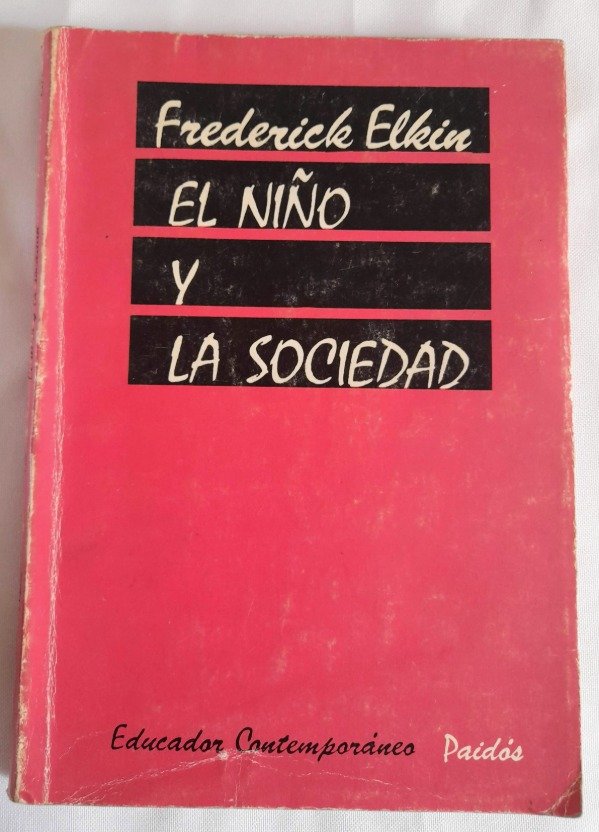 Frederick Elkin
EL NIÑO
Y
LA SOCIEDAD
Educador Contemporáneo Paidós